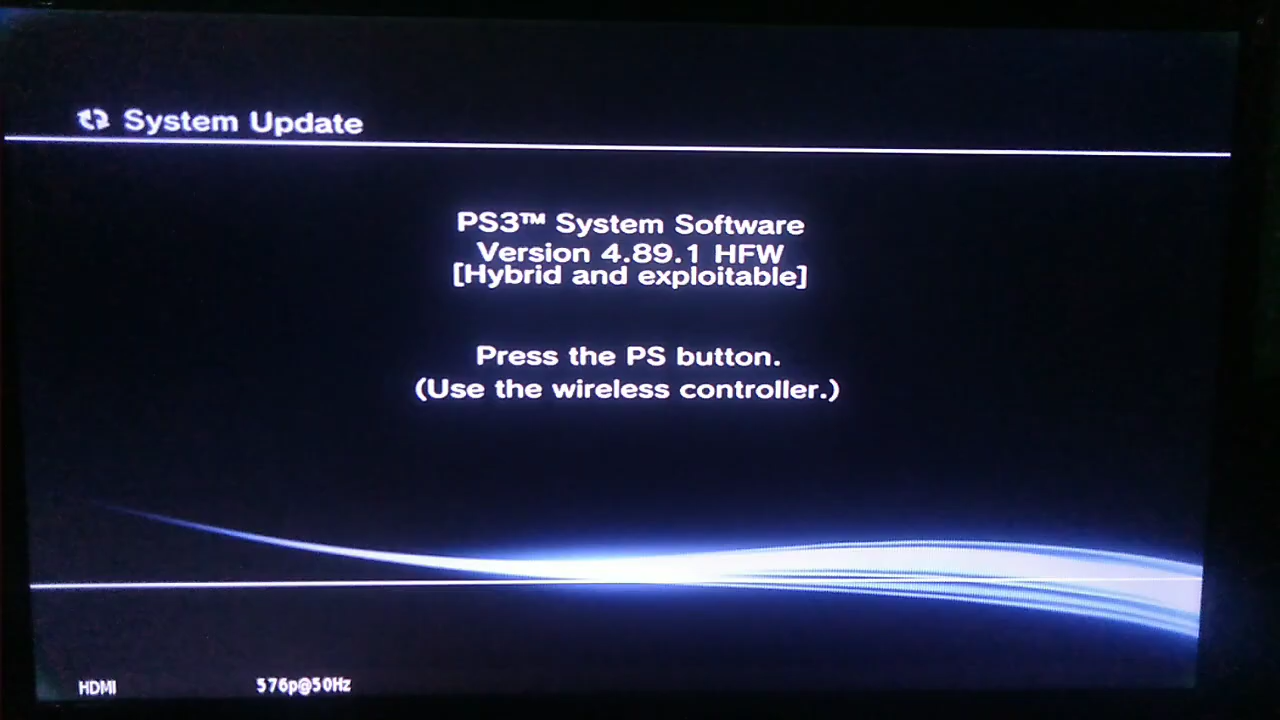 System Update
PS3™ System Software
Version 4.89.1 HFW
[Hybrid and exploitable]
Press the PS button.
(Use the wireless controller.)
HDMI
576p@50Hz